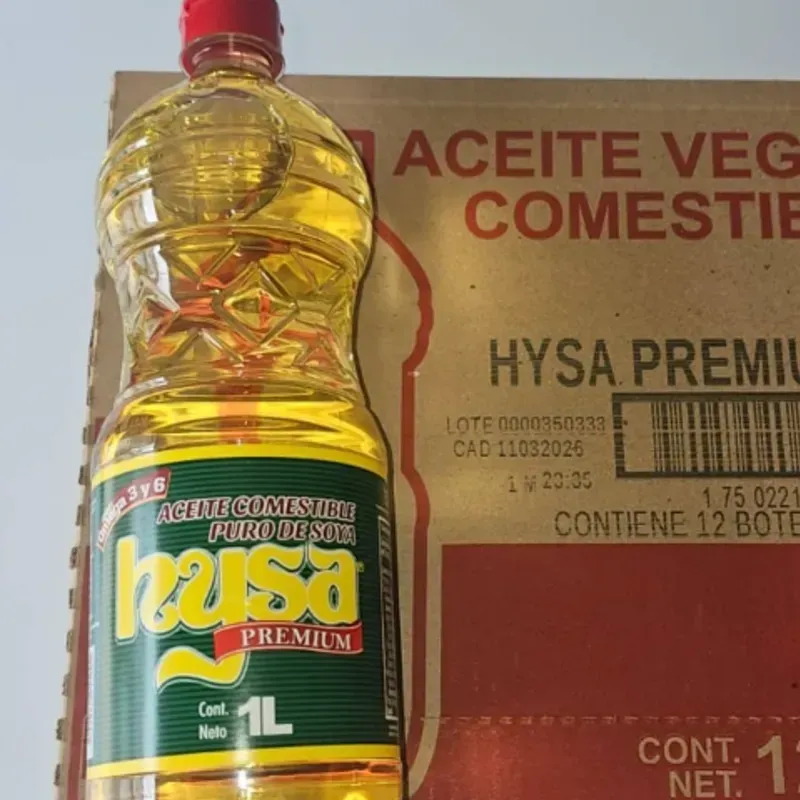 Omega 3 y 6
ACEITE COMESTIBLE
PURO DE SOYA
hysa
PREMIUM
Cont.
Neto
1L
ACEITE VEG
COMESTIB
HYSA PREMIU
LOTE 0000350333
CAD 11032026
1 M 23:35
1 75 0221
CONTIENE 12 BOTE
CONT.
NET.